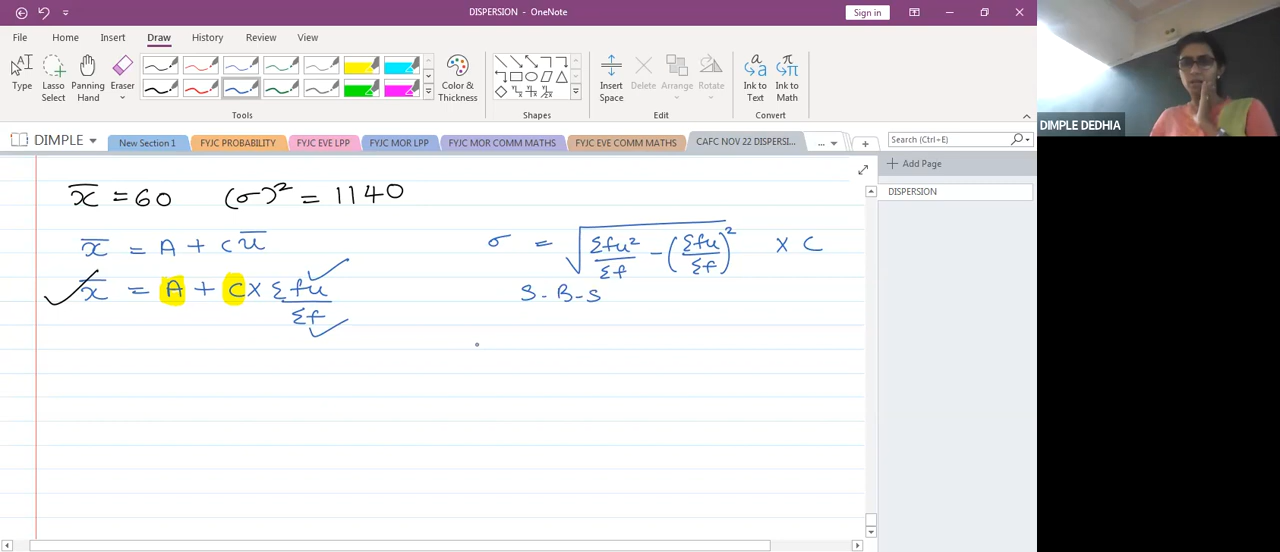 DISPERSION - OneNote
Sign in
File Home Insert Draw History Review View
Type
Lasso Select
Panning Hand
Eraser
Color & Thickness
Insert Space
Delete
Arrange
Rotate
Ink to Text
Ink to Math
Tools
Shapes
Edit
Convert
DIMPLE
New Section 1
FYJC PROBABILITY
FYJC EVE LPP
FYJC MOR LPP
FYJC MOR COMM MATHS
FYJC EVE COMM MATHS
CAFC NOV 22 DISPERSI...
...
Search (Ctrl+E)
Add Page
DISPERSION
DIMPLE DEDHIA
x̅ = 60 (σ)² = 1140
x̅ = A + C u̅
x̅ = A + C × Σfu / Σf
σ = √(Σfu²/Σf - (Σfu/Σf)²) × C
S-B-S